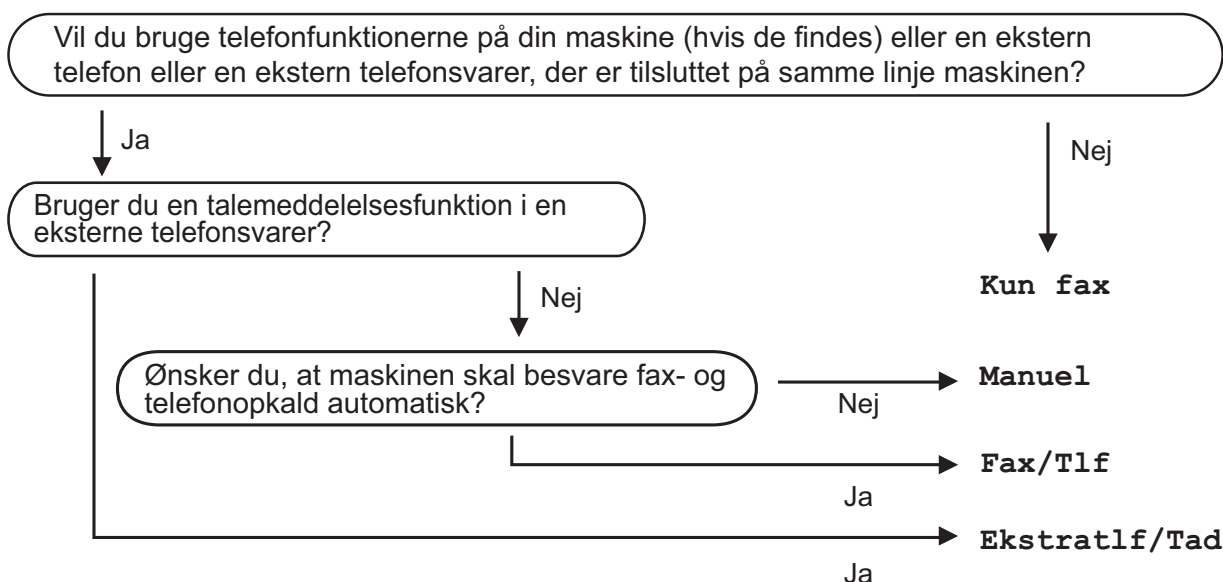 Vil du bruge telefonfunktionerne på din maskine (hvis de findes) eller en ekstern
telefon eller en ekstern telefonsvarer, der er tilsluttet på samme linje maskinen?
Ja
Nej
Bruger du en talemeddelelsesfunktion i en
eksterne telefonsvarer?
Nej
Kun fax
Ønsker du, at maskinen skal besvare fax- og
telefonopkald automatisk?
Nej
Manuel
Ja
Fax/Tlf
Ja
Ekstratlf/Tad